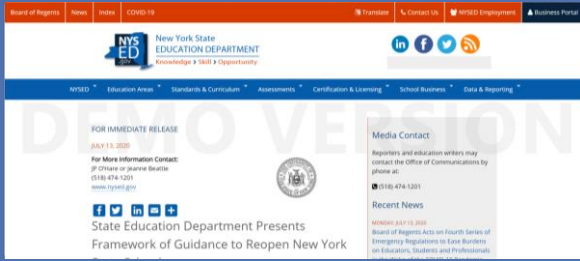 Board of Regents News Index COVID-19 Translate Contact Us NYSED Employment Business Portal
NYS
ED
.GOV
New York State
EDUCATION DEPARTMENT
Knowledge > Skill > Opportunity
NYSED Education Areas Standards & Curriculum Assessments Certification & Licensing School Business Data & Reporting
DEMO VERSION
FOR IMMEDIATE RELEASE
JULY 13, 2020
For More Information Contact:
JP O'Hare or Jeanne Beattie
(518) 474-1201
www.nysed.gov
State Education Department Presents
Framework of Guidance to Reopen New York
Media Contact
Reporters and education writers may
contact the Office of Communications by
phone at:
(518) 474-1201
Recent News
MONDAY, JULY 13, 2020
Board of Regents Acts on Fourth Series of
Emergency Regulations to Ease Burdens
on Educators, Students and Professionals